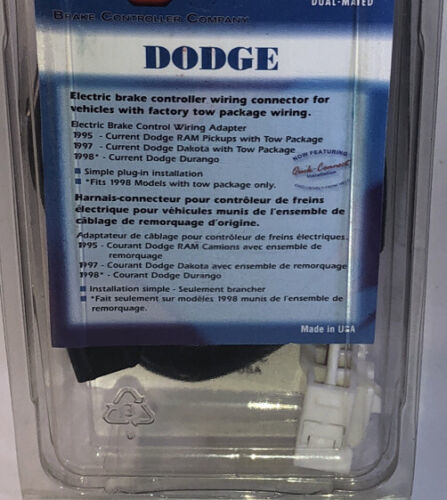 DUAL-MATED
BRAKE CONTROLLER COMPANY
DODGE
Electric brake controller wiring connector for
vehicles with factory tow package wiring.
Electric Brake Control Wiring Adapter
1995 - Current Dodge RAM Pickups with Tow Package
1997 - Current Dodge Dakota with Tow Package
1998* - Current Dodge Durango
NOW FEATURING
Quick-Connect
Installation
Simple plug-in installation
*Fits 1998 Models with tow package only.
Harnais-connecteur pour contrôleur de freins
électrique pour véhicules munis de l'ensemble de
câblage de remorquage d'origine.
Adaptateur de câblage pour contrôleur de freins électriques.
1995 - Courant Dodge RAM Camions avec ensemble de
remorquage
1997 - Courant Dodge Dakota avec ensemble de remorquage
1998* - Courant Dodge Durango
Installation simple - Seulement brancher
*Fait seulement sur modèles 1998 munis de l'ensemble de
remorquage.
Made in USA
USA
3